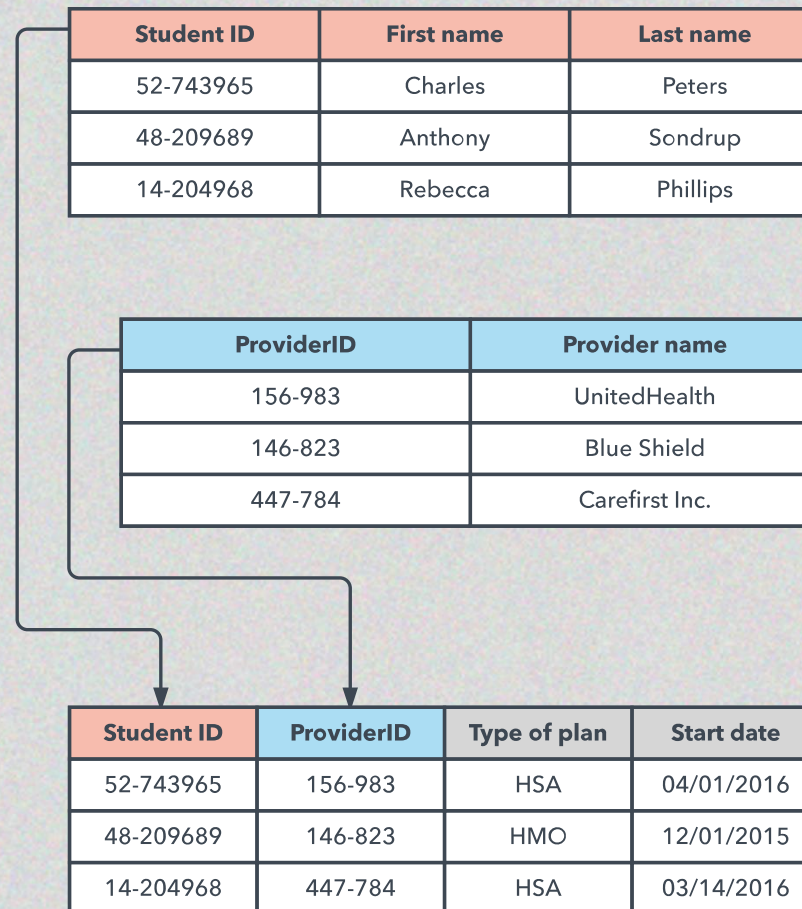 Student ID First name Last name
52-743965 Charles Peters
48-209689 Anthony Sondrup
14-204968 Rebecca Phillips
ProviderID Provider name
156-983 UnitedHealth
146-823 Blue Shield
447-784 Carefirst Inc.
Student ID ProviderID Type of plan Start date
52-743965 156-983 HSA 04/01/2016
48-209689 146-823 HMO 12/01/2015
14-204968 447-784 HSA 03/14/2016